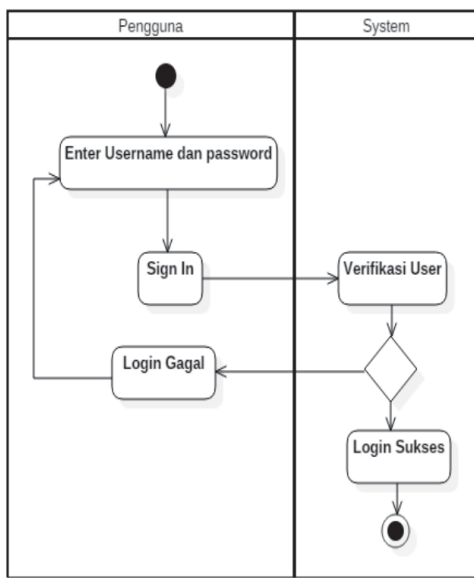 Pengguna
System
Enter Username dan password
Sign In
Verifikasi User
Login Gagal
Login Sukses